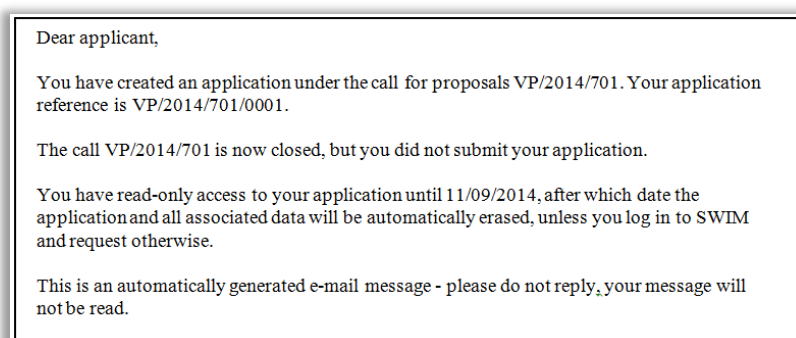 Dear applicant,
You have created an application under the call for proposals VP/2014/701. Your application
reference is VP/2014/701/0001.
The call VP/2014/701 is now closed, but you did not submit your application.
You have read-only access to your application until 11/09/2014, after which date the
application and all associated data will be automatically erased, unless you log in to SWIM
and request otherwise.
This is an automatically generated e-mail message - please do not reply, your message will
not be read.